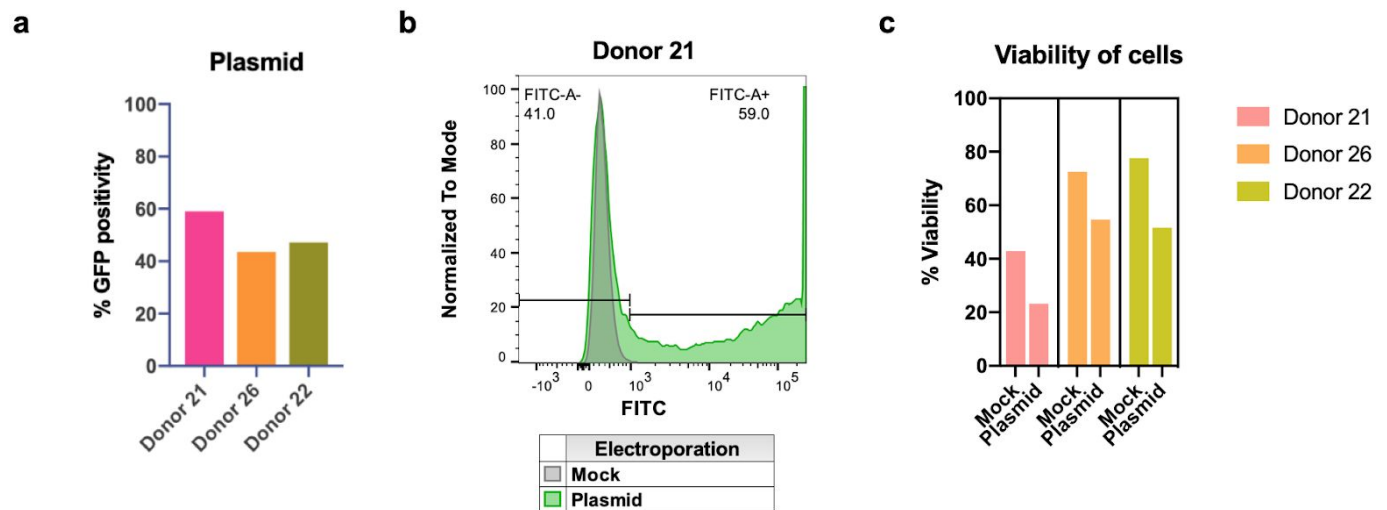 a
Plasmid
% GFP positivity
100
80
60
40
20
0
Donor 21
Donor 26
Donor 22
b
Donor 21
Normalized To Mode
100
80
60
40
20
0
FITC-A-
41.0
FITC-A+
59.0
-10³
0
10³
10⁴
10⁵
FITC
Electroporation
Mock
Plasmid
c
Viability of cells
% Viability
100
80
60
40
20
0
Mock
Plasmid
Mock
Plasmid
Mock
Plasmid
Donor 21
Donor 26
Donor 22